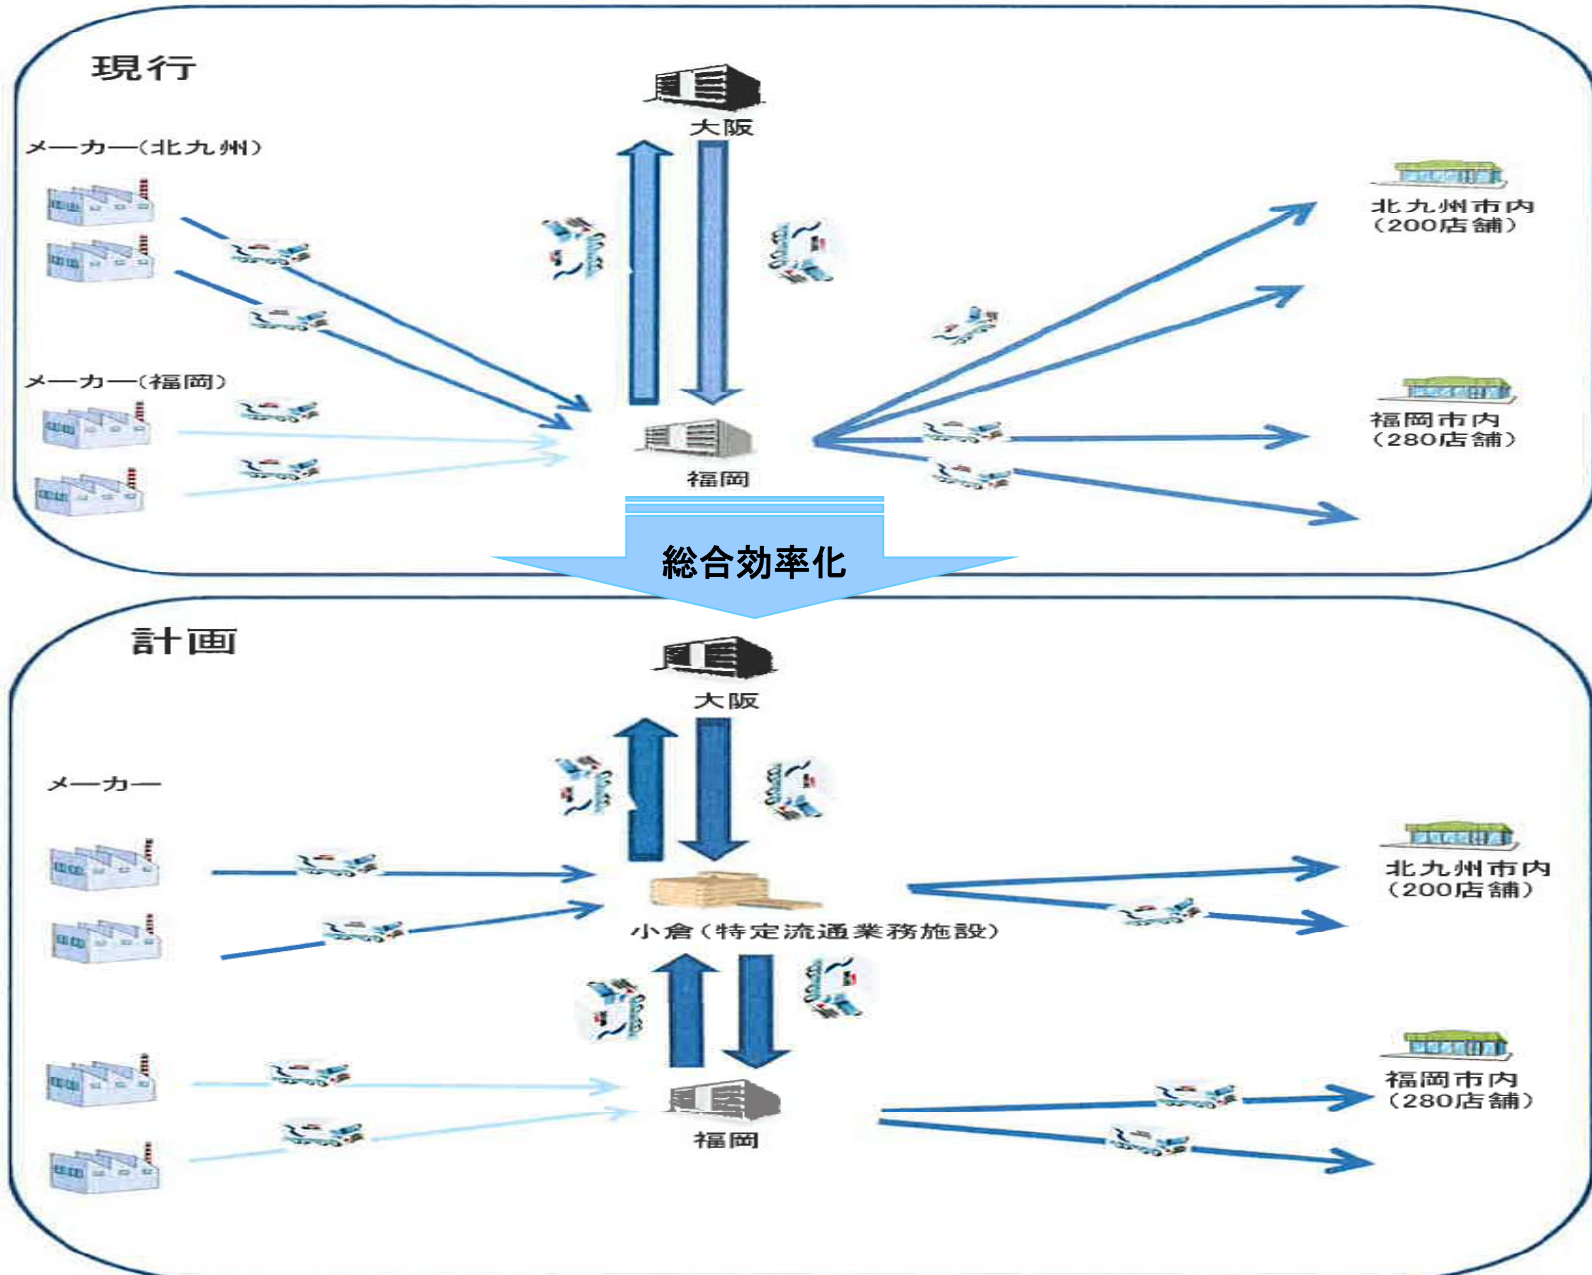 現行
大阪
メーカー(北九州)
北九州市内
(200店舗)
メーカー(福岡)
福岡市内
(280店舗)
福岡
総合効率化
計画
大阪
メーカー
北九州市内
(200店舗)
小倉(特定流通業務施設)
福岡市内
(280店舗)
福岡